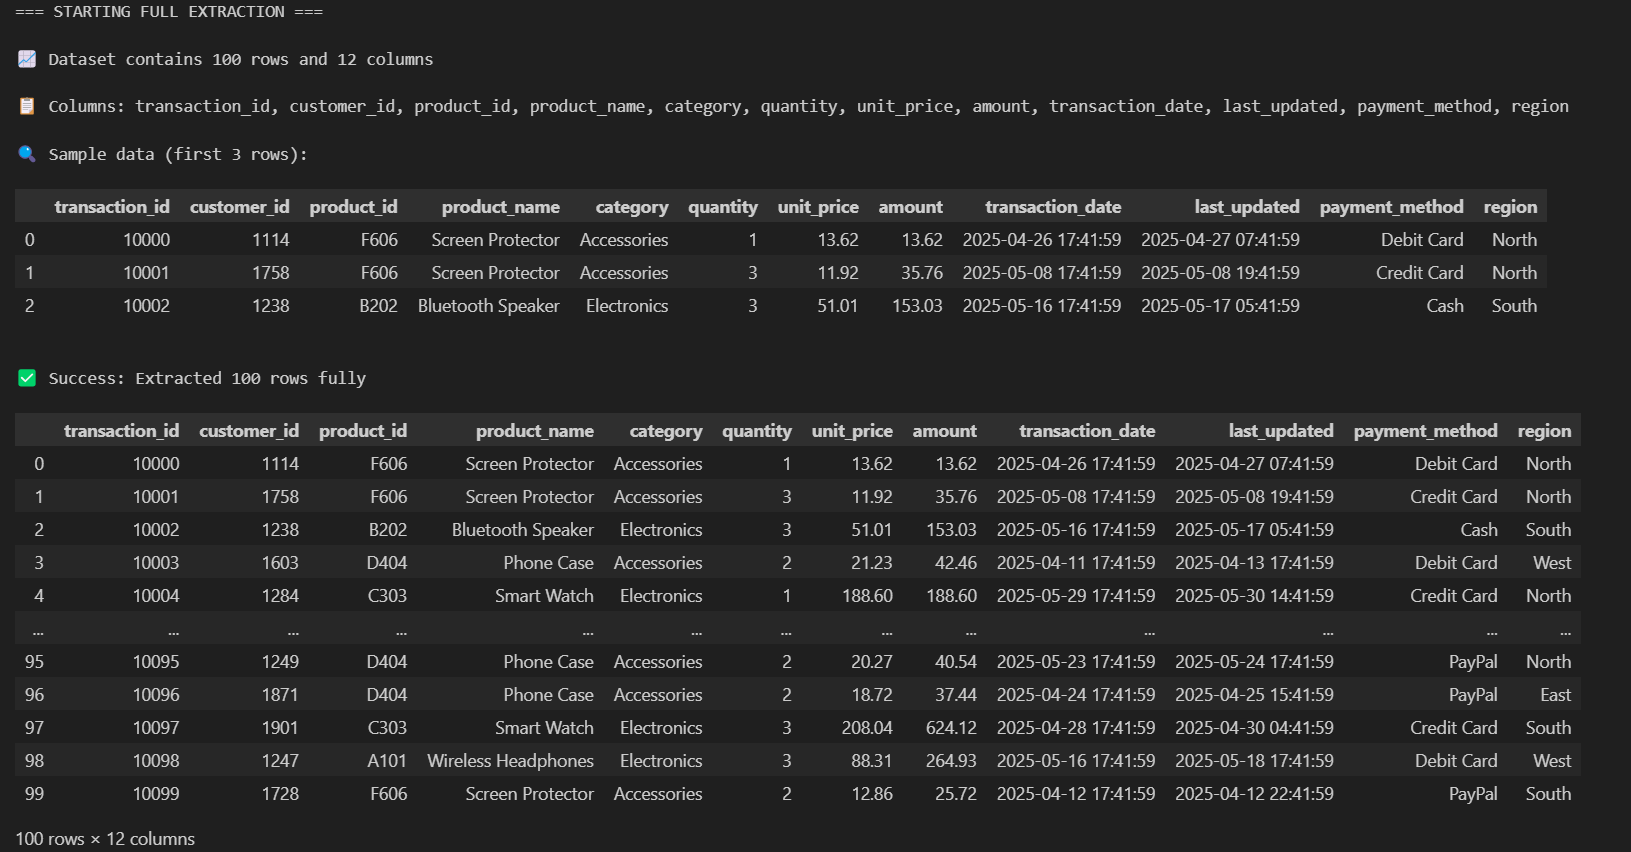 === STARTING FULL EXTRACTION ===
📈 Dataset contains 100 rows and 12 columns
📋 Columns: transaction_id, customer_id, product_id, product_name, category, quantity, unit_price, amount, transaction_date, last_updated, payment_method, region
🔍 Sample data (first 3 rows):
transaction_id customer_id product_id product_name category quantity unit_price amount transaction_date last_updated payment_method region
0 10000 1114 F606 Screen Protector Accessories 1 13.62 13.62 2025-04-26 17:41:59 2025-04-27 07:41:59 Debit Card North
1 10001 1758 F606 Screen Protector Accessories 3 11.92 35.76 2025-05-08 17:41:59 2025-05-08 19:41:59 Credit Card North
2 10002 1238 B202 Bluetooth Speaker Electronics 3 51.01 153.03 2025-05-16 17:41:59 2025-05-17 05:41:59 Cash South
✅ Success: Extracted 100 rows fully
transaction_id customer_id product_id product_name category quantity unit_price amount transaction_date last_updated payment_method region
0 10000 1114 F606 Screen Protector Accessories 1 13.62 13.62 2025-04-26 17:41:59 2025-04-27 07:41:59 Debit Card North
1 10001 1758 F606 Screen Protector Accessories 3 11.92 35.76 2025-05-08 17:41:59 2025-05-08 19:41:59 Credit Card North
2 10002 1238 B202 Bluetooth Speaker Electronics 3 51.01 153.03 2025-05-16 17:41:59 2025-05-17 05:41:59 Cash South
3 10003 1603 D404 Phone Case Accessories 2 21.23 42.46 2025-04-11 17:41:59 2025-04-13 17:41:59 Debit Card West
4 10004 1284 C303 Smart Watch Electronics 1 188.60 188.60 2025-05-29 17:41:59 2025-05-30 14:41:59 Credit Card North
... ... ... ... ... ... ... ... ... ... ... ... ...
95 10095 1249 D404 Phone Case Accessories 2 20.27 40.54 2025-05-23 17:41:59 2025-05-24 17:41:59 PayPal North
96 10096 1871 D404 Phone Case Accessories 2 18.72 37.44 2025-04-24 17:41:59 2025-04-25 15:41:59 PayPal East
97 10097 1901 C303 Smart Watch Electronics 3 208.04 624.12 2025-04-28 17:41:59 2025-04-30 04:41:59 Credit Card South
98 10098 1247 A101 Wireless Headphones Electronics 3 88.31 264.93 2025-05-16 17:41:59 2025-05-18 17:41:59 Debit Card West
99 10099 1728 F606 Screen Protector Accessories 2 12.86 25.72 2025-04-12 17:41:59 2025-04-12 22:41:59 PayPal South
100 rows × 12 columns